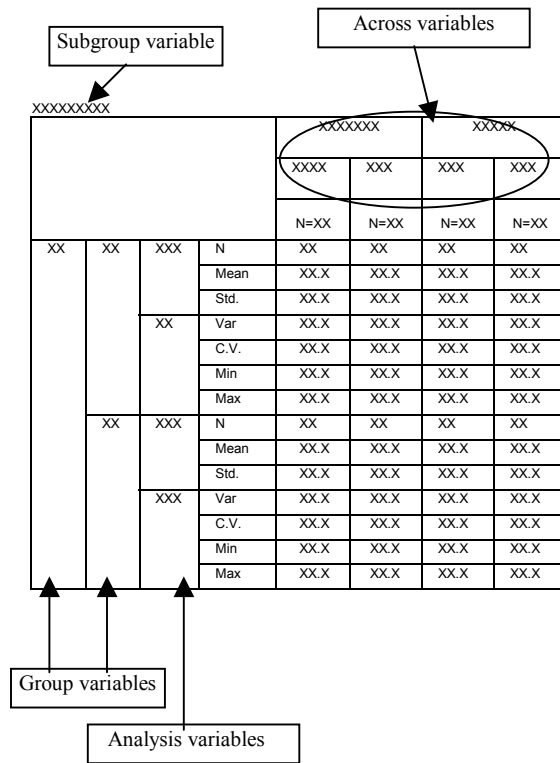 Across variables
Subgroup variable
XXXXXXXXX
XXXXXXX XXXXX
XXXX XXX XXX XXX
N=XX N=XX N=XX N=XX
XX XX XXX N XX XX XX XX
Mean XX.X XX.X XX.X XX.X
Std. XX.X XX.X XX.X XX.X
XX Var XX.X XX.X XX.X XX.X
C.V. XX.X XX.X XX.X XX.X
Min XX.X XX.X XX.X XX.X
Max XX.X XX.X XX.X XX.X
XX XXX N XX XX XX XX
Mean XX.X XX.X XX.X XX.X
Std. XX.X XX.X XX.X XX.X
XXX Var XX.X XX.X XX.X XX.X
C.V. XX.X XX.X XX.X XX.X
Min XX.X XX.X XX.X XX.X
Max XX.X XX.X XX.X XX.X
Group variables
Analysis variables